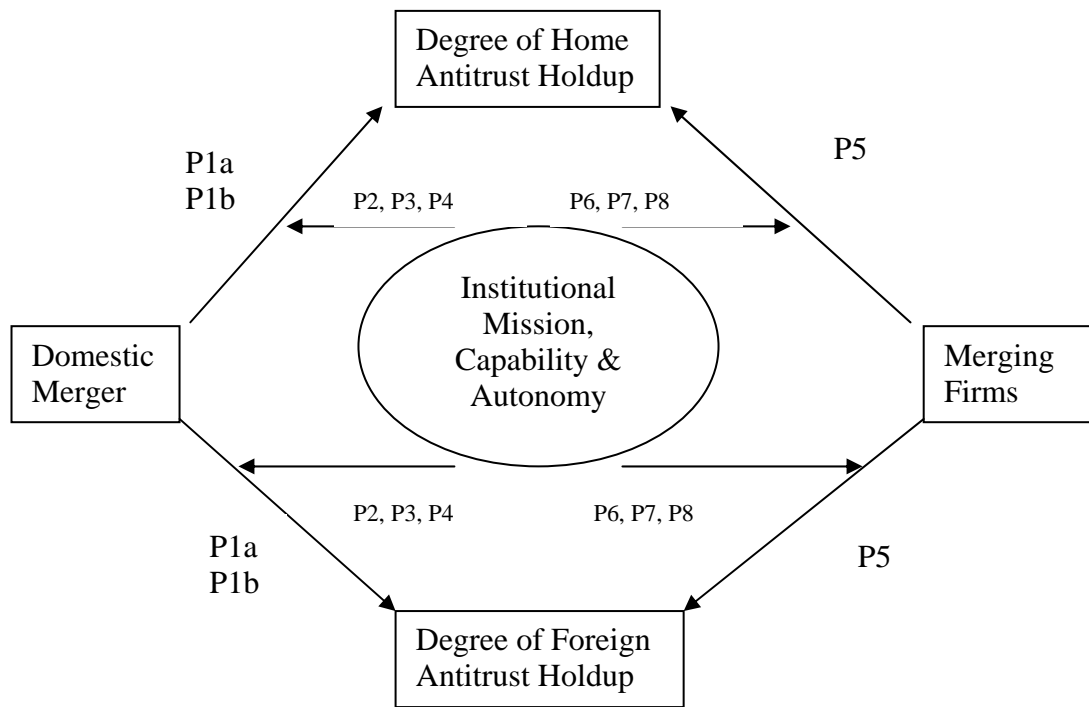 Degree of Home
Antitrust Holdup
P1a
P1b
P5
P2, P3, P4
P6, P7, P8
Institutional
Mission,
Capability &
Autonomy
Domestic
Merger
Merging
Firms
P2, P3, P4
P6, P7, P8
P1a
P1b
P5
Degree of Foreign
Antitrust Holdup